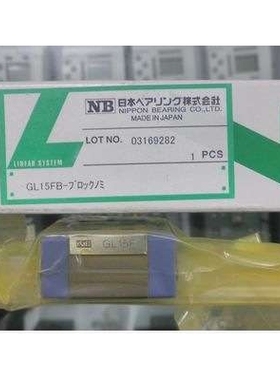 NB 日本ベアリング株式会社
NIPPON BEARING CO.,LTD.
MADE IN JAPAN
LOT NO. 03169282
1 PCS
L
LINEAR SYSTEM
GL15FB-ブロックノミ
NB GL15F